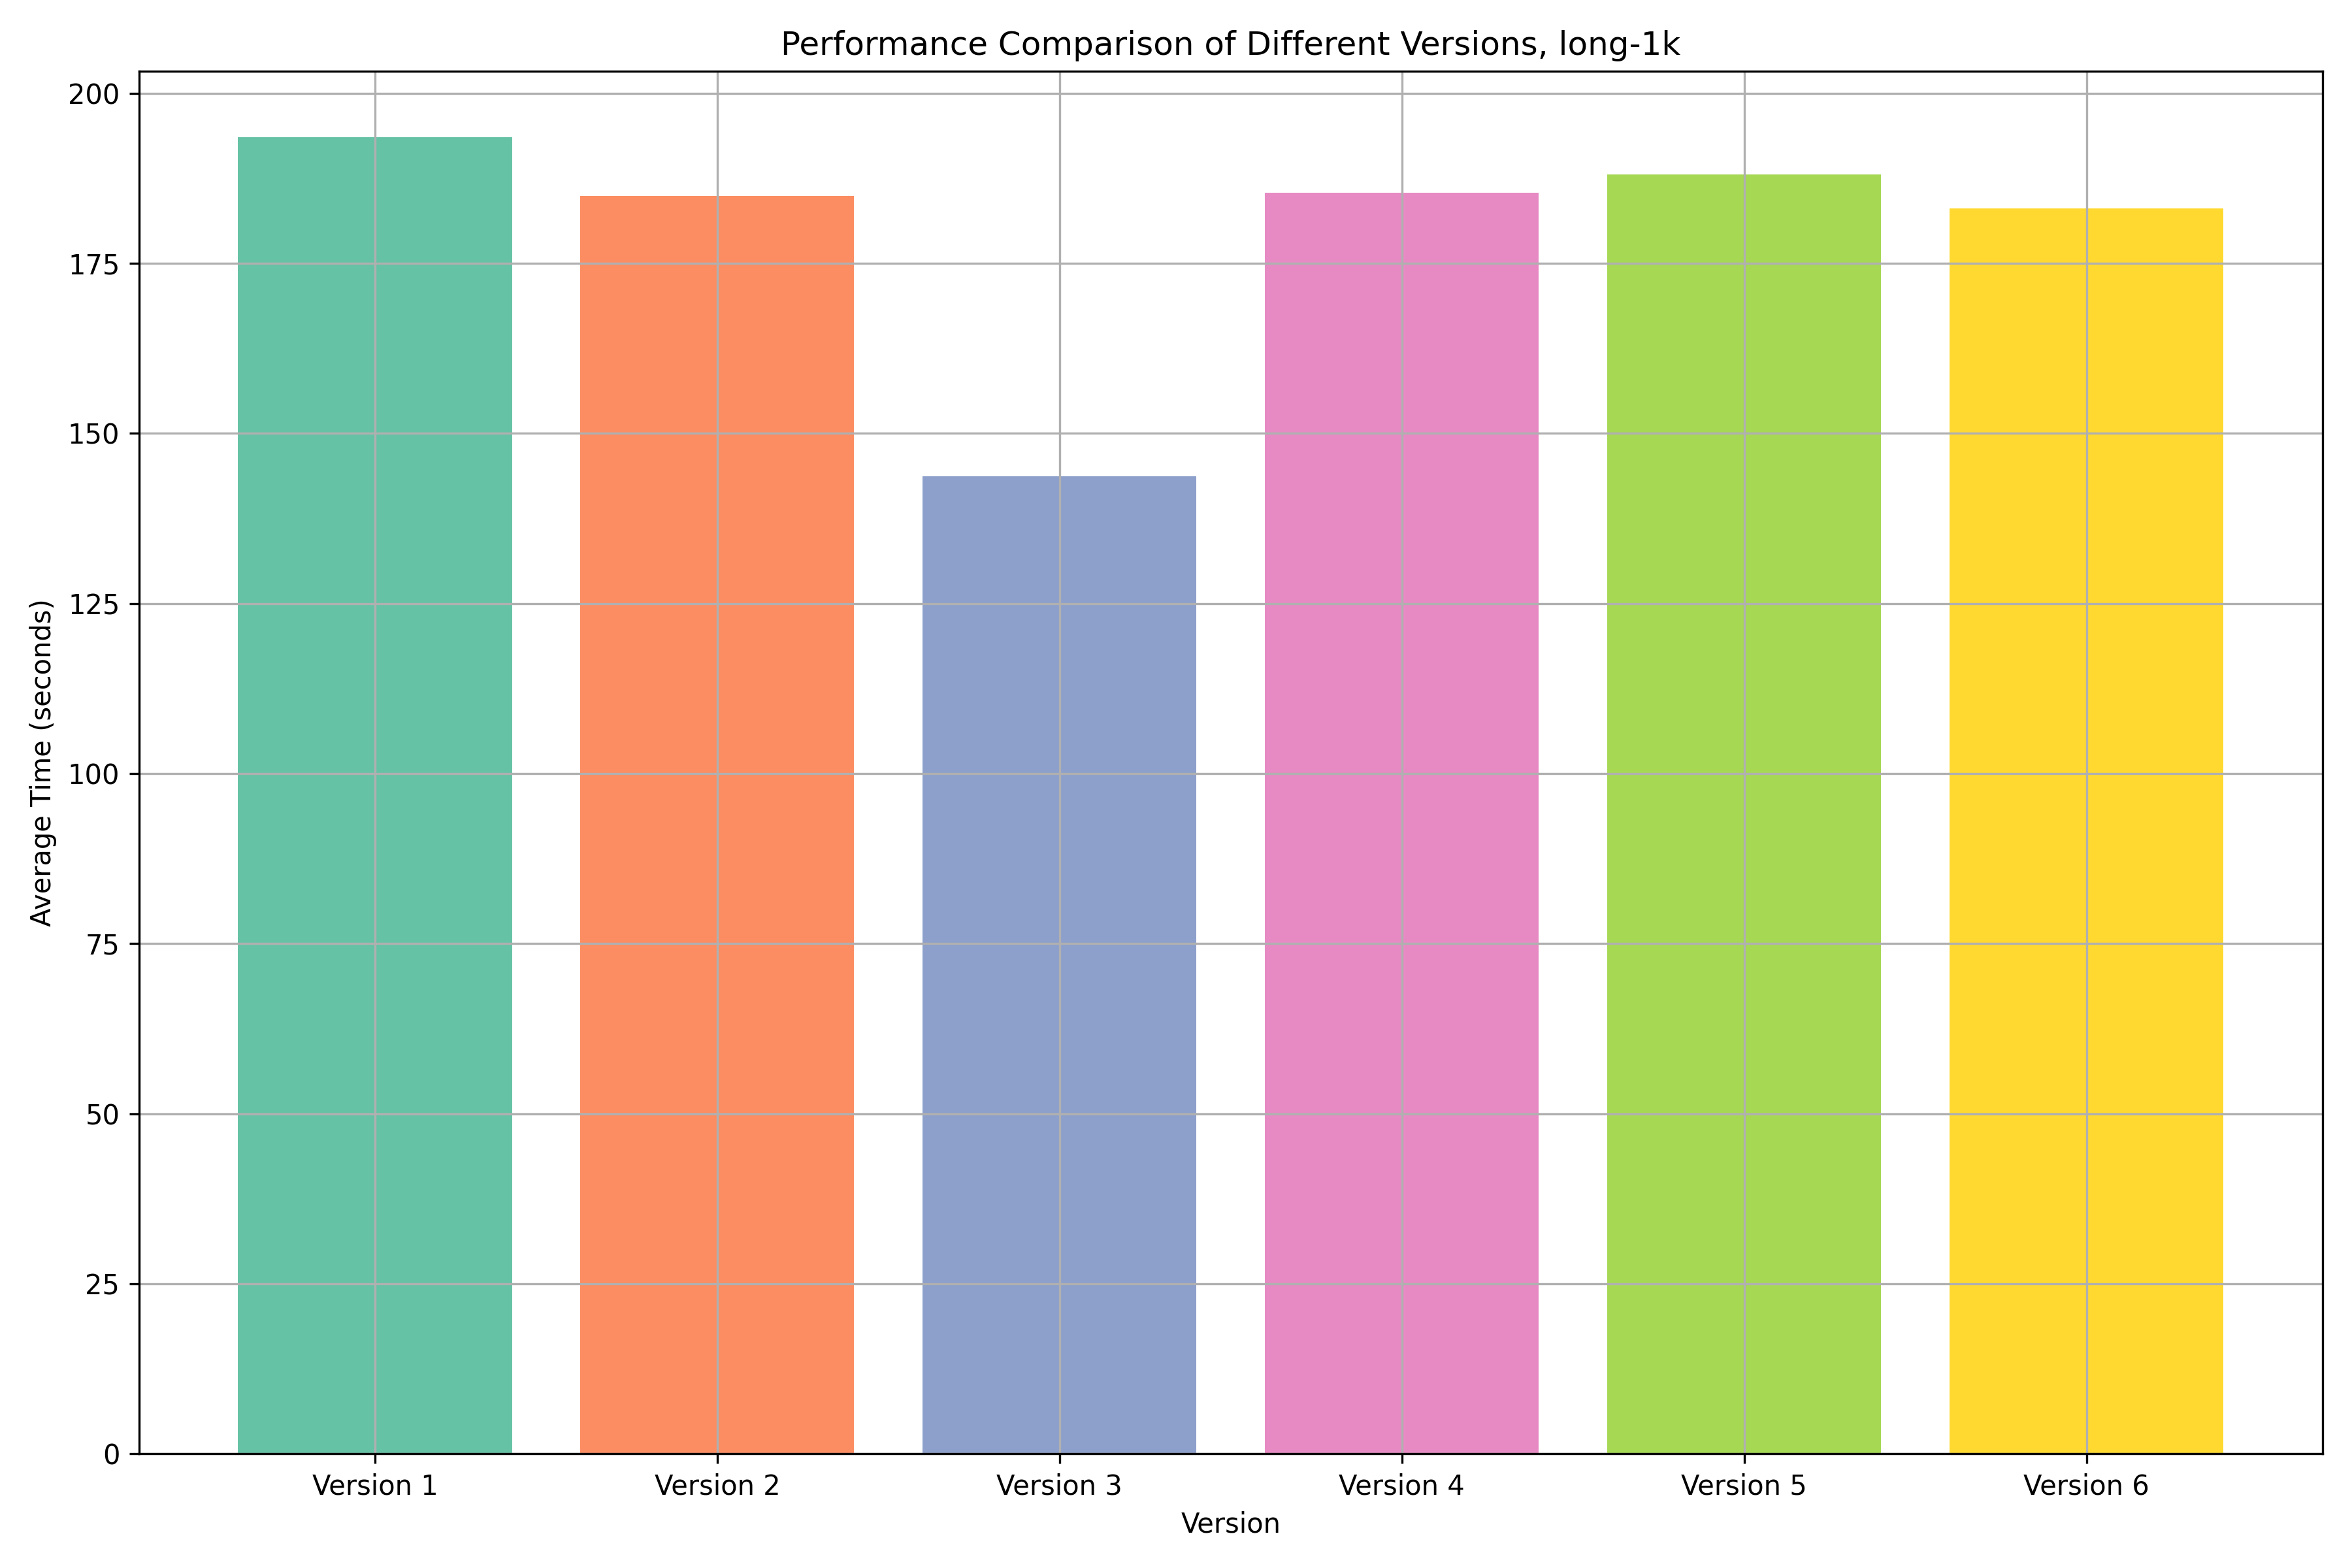 Performance Comparison of Different Versions, long-1k
200
175
150
125
100
75
50
25
0
Average Time (seconds)
Version 1
Version 2
Version 3
Version 4
Version 5
Version 6
Version